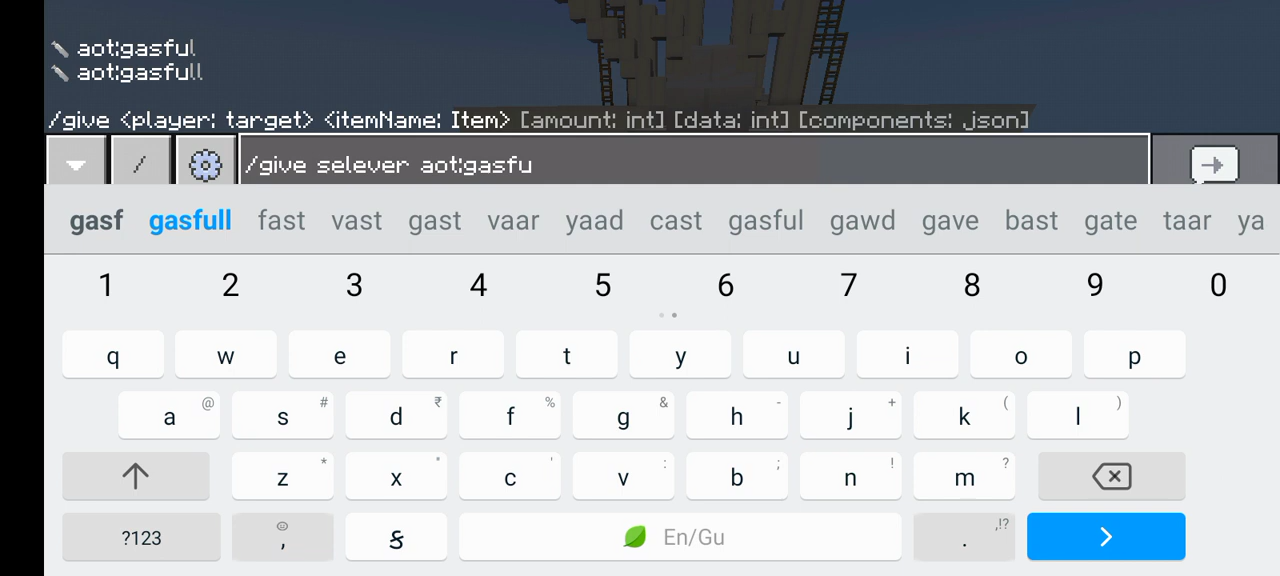 aot:gasful
aot:gasfull
/give <player: target> <itemName: Item> [amount: int] [data: int] [components: .json]
/
/give selever aot:gasfu
gasf gasfull fast vast gast vaar yaad cast gasful gawd gave bast gate taar ya
1 2 3 4 5 6 7 8 9 0
q w e r t y u i o p
a @ s # d ₹ f % g & h - j + k ( l )
z * x " c ' v : b ; n ! m ?
?123 , ક En/Gu . ,!?